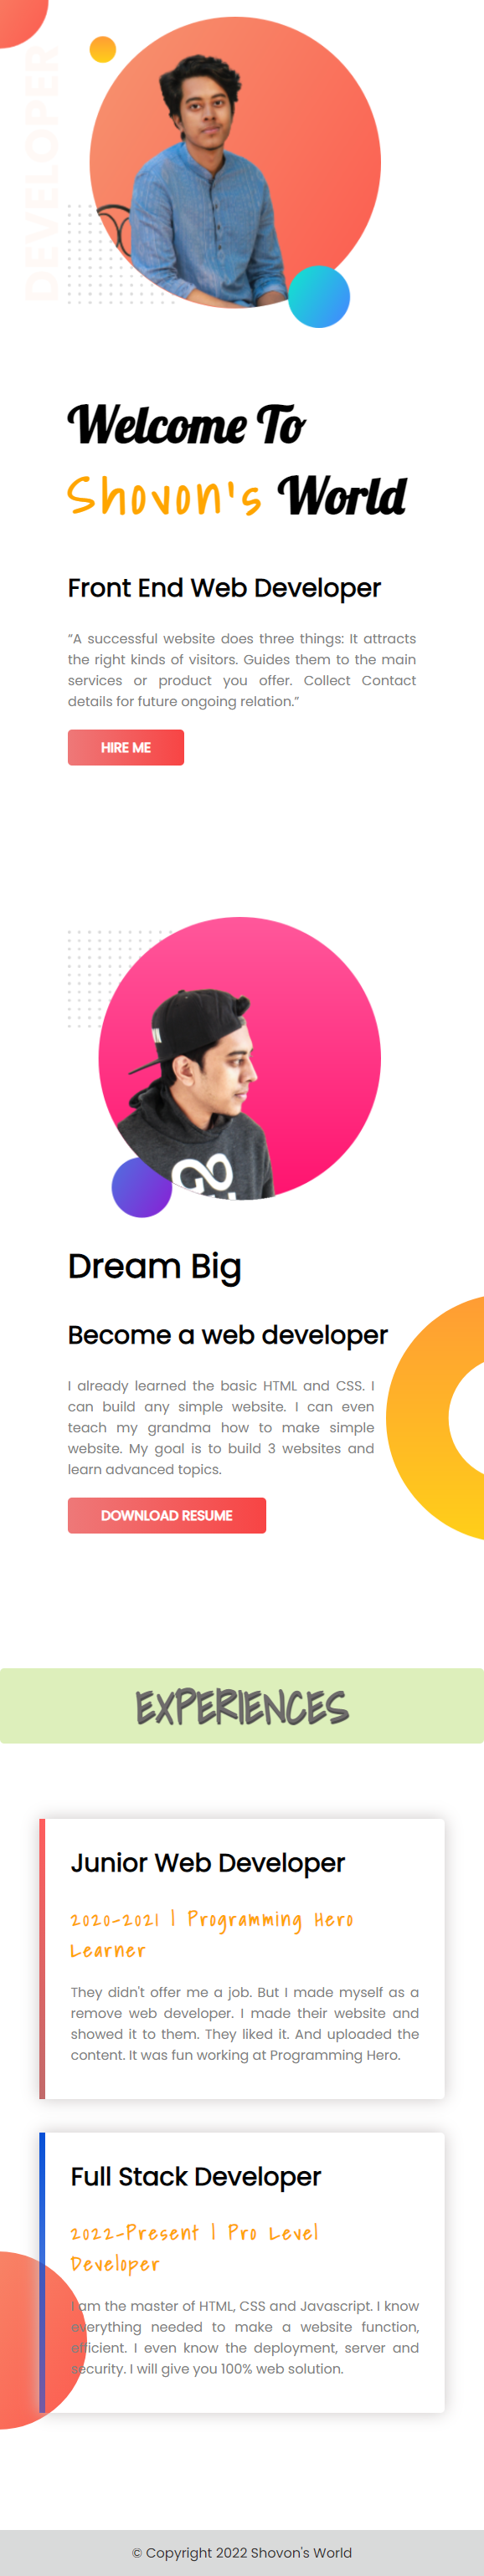 DEVELOPER
Welcome To
Shovon's World
Front End Web Developer
“A successful website does three things: It attracts
the right kinds of visitors. Guides them to the main
services or product you offer. Collect Contact
details for future ongoing relation.”
HIRE ME
Dream Big
Become a web developer
I already learned the basic HTML and CSS. I
can build any simple website. I can even
teach my grandma how to make simple
website. My goal is to build 3 websites and
learn advanced topics.
DOWNLOAD RESUME
EXPERIENCES
Junior Web Developer
2020-2021 | Programming Hero
Learner
They didn't offer me a job. But I made myself as a
remove web developer. I made their website and
showed it to them. They liked it. And uploaded the
content. It was fun working at Programming Hero.
Full Stack Developer
2022-Present | Pro Level
Developer
I am the master of HTML, CSS and Javascript. I know
everything needed to make a website function,
efficient. I even know the deployment, server and
security. I will give you 100% web solution.
© Copyright 2022 Shovon's World